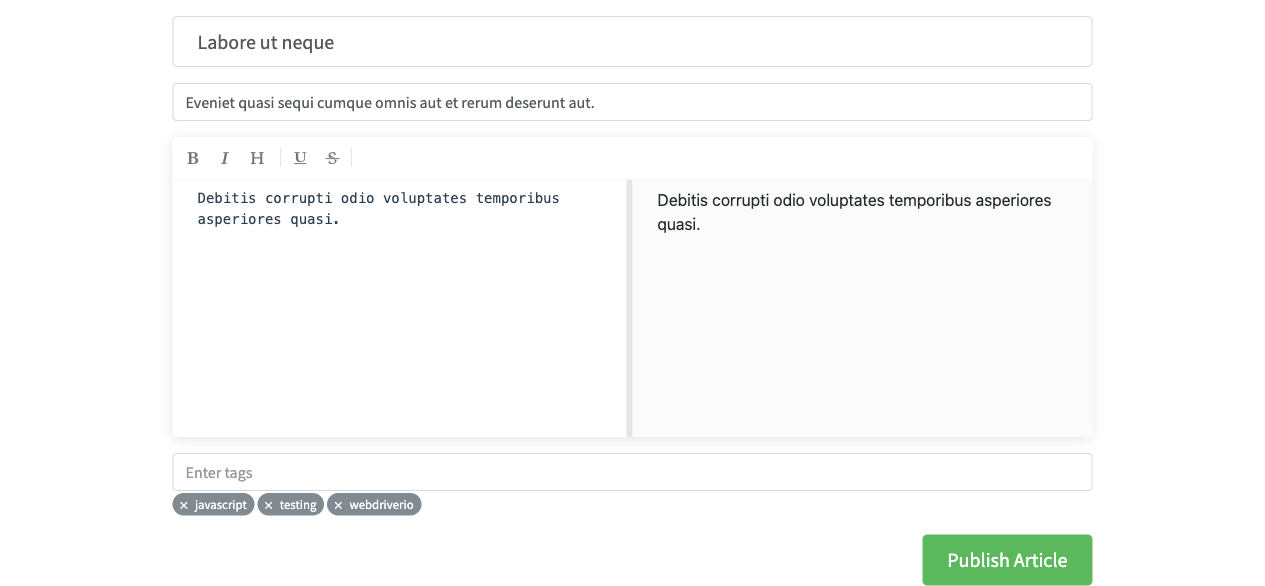 Labore ut neque
Eveniet quasi sequi cumque omnis aut et rerum deserunt aut.
B I H U S
Debitis corrupti odio voluptates temporibus
asperiores quasi.
Debitis corrupti odio voluptates temporibus asperiores
quasi.
Enter tags
× javascript × testing × webdriverio
Publish Article